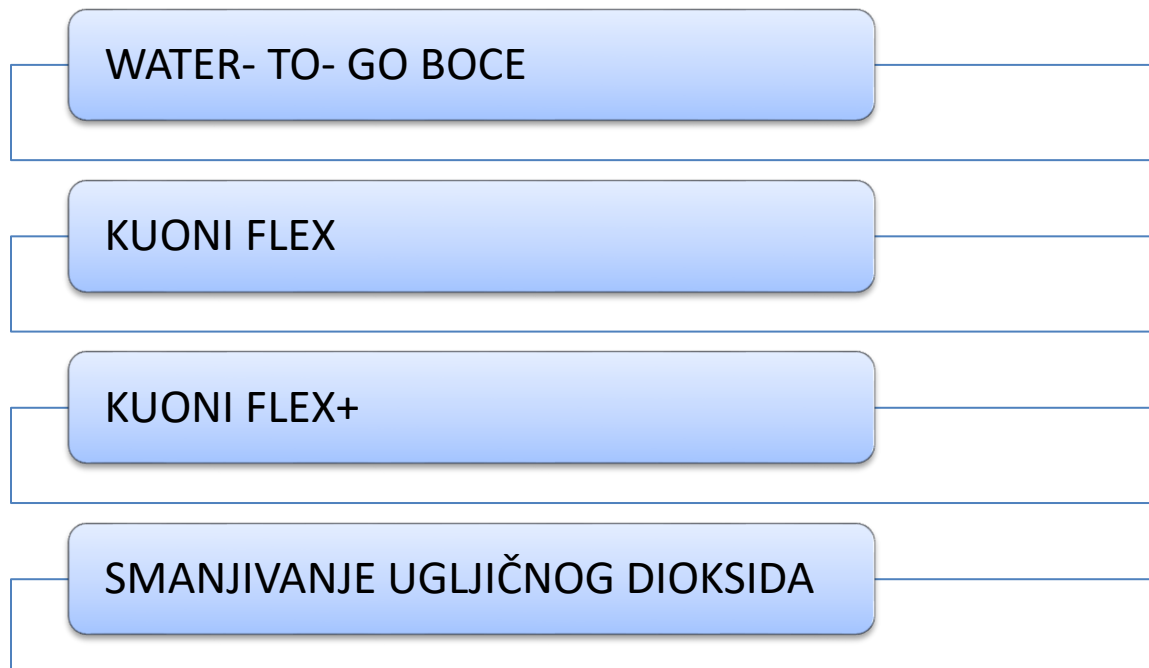 WATER- TO- GO BOCE
KUONI FLEX
KUONI FLEX+
SMANJIVANJE UGLJIČNOG DIOKSIDA